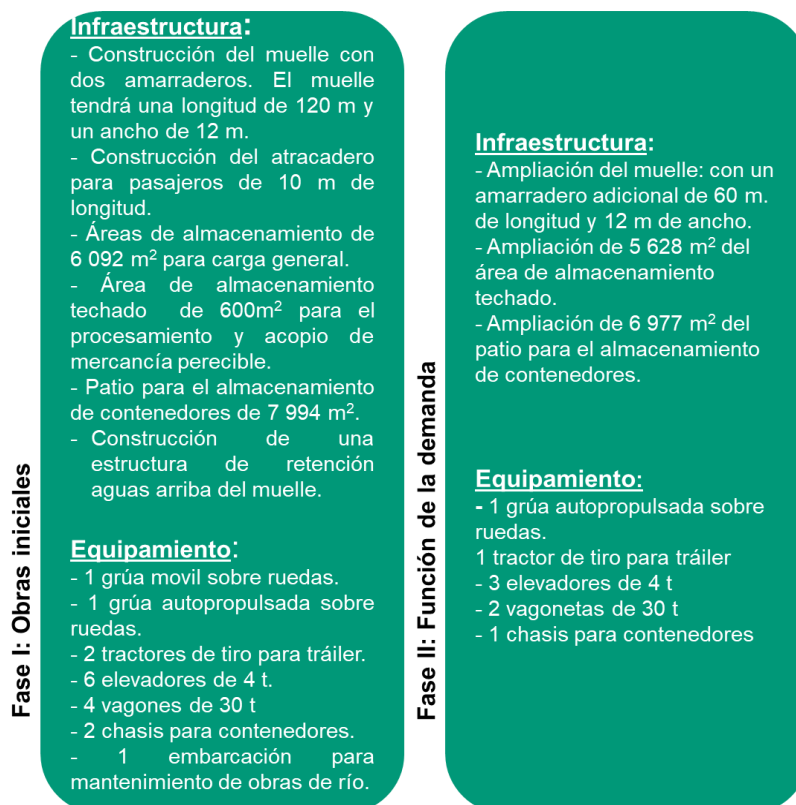 Fase I: Obras iniciales
Infraestructura:
- Construcción del muelle con
dos amarraderos. El muelle
tendrá una longitud de 120 m y
un ancho de 12 m.
- Construcción del atracadero
para pasajeros de 10 m de
longitud.
- Áreas de almacenamiento de
6 092 m² para carga general.
- Área de almacenamiento
techado de 600m² para el
procesamiento y acopio de
mercancía perecible.
- Patio para el almacenamiento
de contenedores de 7 994 m².
- Construcción de una
estructura de retención
aguas arriba del muelle.
Equipamiento:
- 1 grúa movil sobre ruedas.
- 1 grúa autopropulsada sobre
ruedas.
- 2 tractores de tiro para tráiler.
- 6 elevadores de 4 t.
- 4 vagones de 30 t
- 2 chasis para contenedores.
- 1 embarcación para
mantenimiento de obras de río.
Fase II: Función de la demanda
Infraestructura:
- Ampliación del muelle: con un
amarradero adicional de 60 m.
de longitud y 12 m de ancho.
- Ampliación de 5 628 m² del
área de almacenamiento
techado.
- Ampliación de 6 977 m² del
patio para el almacenamiento
de contenedores.
Equipamiento:
- 1 grúa autopropulsada sobre
ruedas.
1 tractor de tiro para tráiler
- 3 elevadores de 4 t
- 2 vagonetas de 30 t
- 1 chasis para contenedores